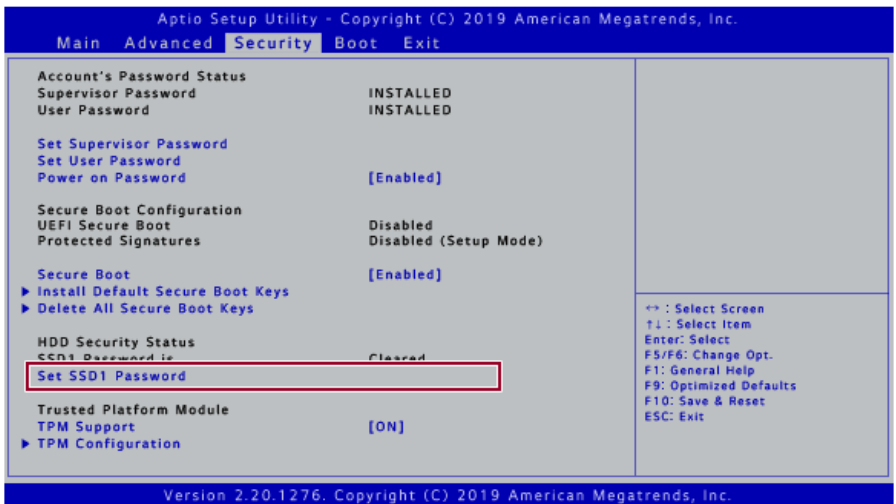 Aptio Setup Utility - Copyright (C) 2019 American Megatrends, Inc.
Main Advanced Security Boot Exit
Account's Password Status
Supervisor Password INSTALLED
User Password INSTALLED
Set Supervisor Password
Set User Password
Power on Password [Enabled]
Secure Boot Configuration
UEFI Secure Boot Disabled
Protected Signatures Disabled (Setup Mode)
Secure Boot [Enabled]
▶ Install Default Secure Boot Keys
▶ Delete All Secure Boot Keys
HDD Security Status
SSD1 Password is Cleared
Set SSD1 Password
Trusted Platform Module
TPM Support [ON]
▶ TPM Configuration
↔ : Select Screen
↑↓ : Select Item
Enter: Select
F5/F6: Change Opt.
F1: General Help
F9: Optimized Defaults
F10: Save & Reset
ESC: Exit
Version 2.20.1276. Copyright (C) 2019 American Megatrends, Inc.